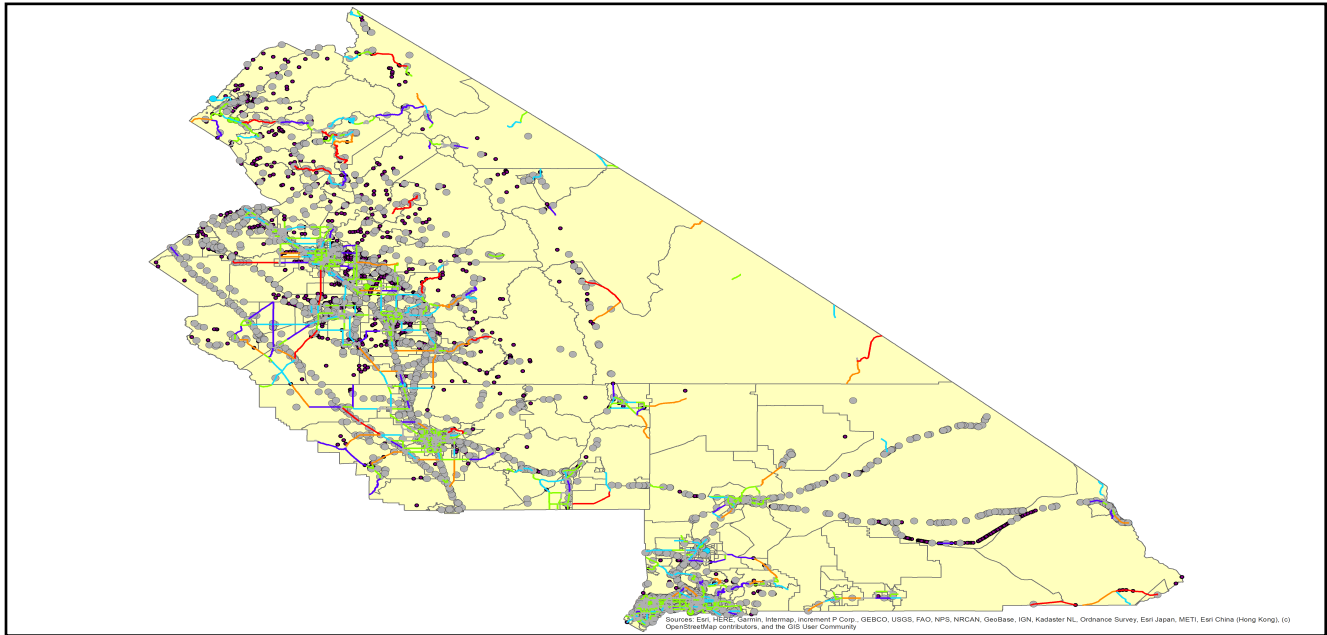 Sources: Esri, HERE, Garmin, Intermap, increment P Corp., GEBCO, USGS, FAO, NPS, NRCAN, GeoBase, IGN, Kadaster NL, Ordnance Survey, Esri Japan, METI, Esri China (Hong Kong), (c)
OpenStreetMap contributors, and the GIS User Community